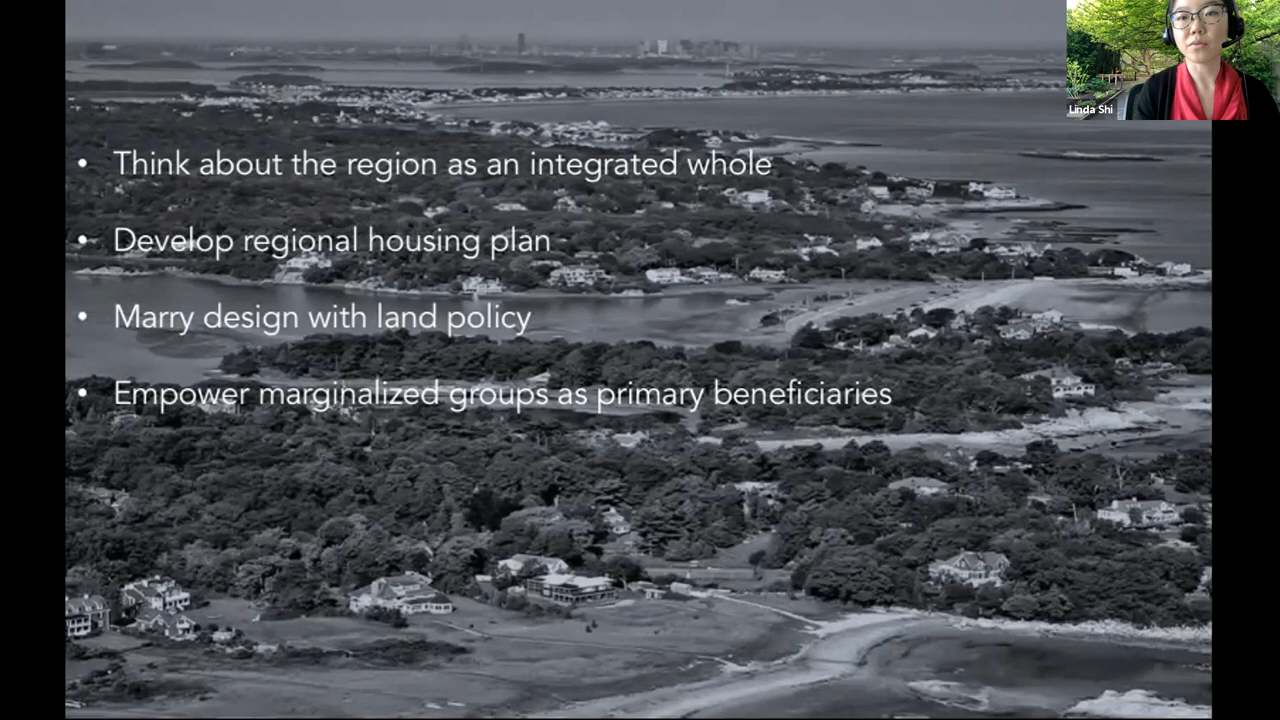 Linda Shi
• Think about the region as an integrated whole
• Develop regional housing plan
• Marry design with land policy
• Empower marginalized groups as primary beneficiaries